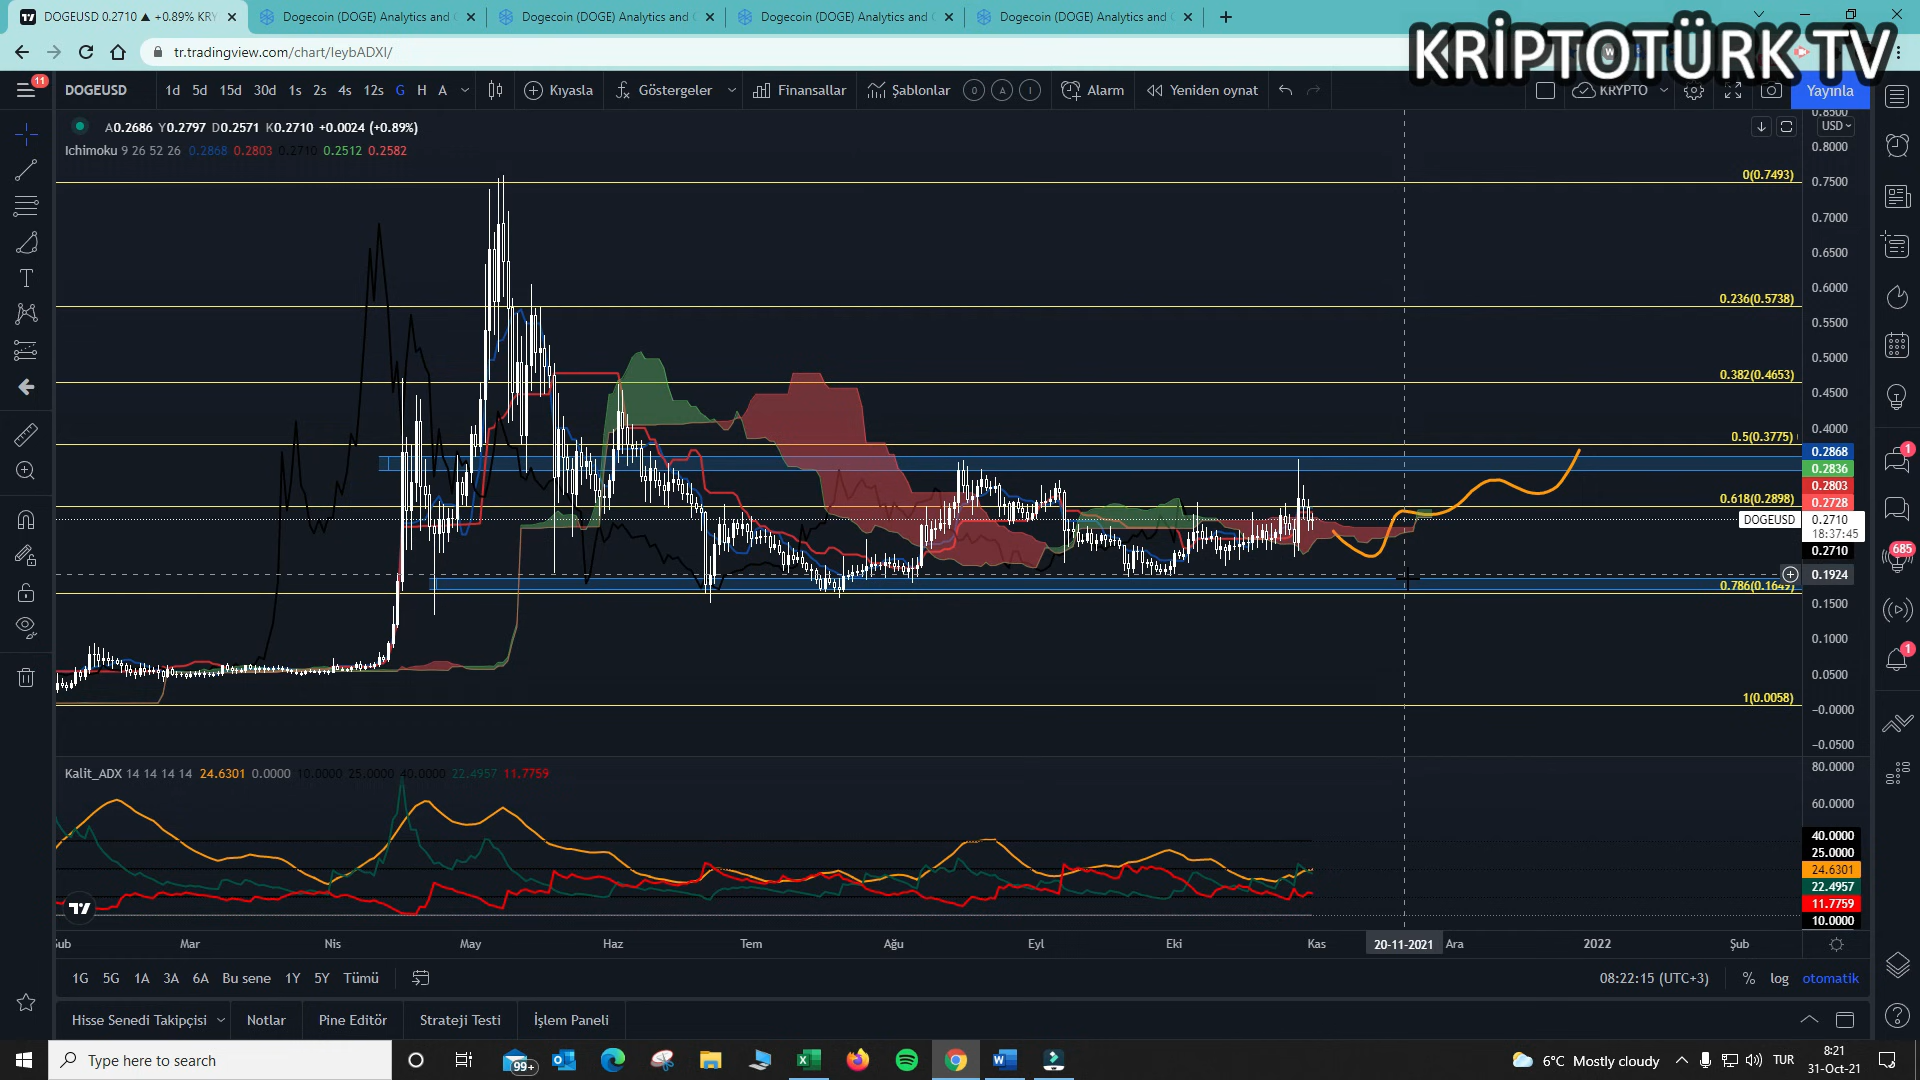 DOGEUSD 0.2710 ▲ +0.89% KRY
Dogecoin (DOGE) Analytics and
Dogecoin (DOGE) Analytics and
Dogecoin (DOGE) Analytics and
Dogecoin (DOGE) Analytics and
tr.tradingview.com/chart/leybADXI/
KRİPTOTÜRK TV
11
DOGEUSD
1d 5d 15d 30d 1s 2s 4s 12s G H A
Kıyasla
Göstergeler
Finansallar
Şablonlar
O A I
Alarm
Yeniden oynat
KRYPTO
Yayınla
A0.2686 Y0.2797 D0.2571 K0.2710 +0.0024 (+0.89%)
USD
Ichimoku 9 26 52 26 0.2868 0.2803 0.2710 0.2512 0.2582
0.8500
0.8000
0(0.7493)
0.7500
0.7000
0.6500
0.6000
0.236(0.5738)
0.5500
0.5000
0.382(0.4653)
0.4500
0.4000
0.5(0.3775)
0.2868
0.2836
0.2803
0.618(0.2898)
0.2728
DOGEUSD
0.2710
18:37:45
0.2710
0.1924
0.786(0.1649)
0.1500
0.1000
0.0500
1(0.0058)
−0.0000
−0.0500
1
685
1
Kalit_ADX 14 14 14 14 24.6301 0.0000 10.0000 25.0000 40.0000 22.4957 11.7759
80.0000
60.0000
40.0000
25.0000
24.6301
22.4957
11.7759
10.0000
Şub Mar Nis May Haz Tem Ağu Eyl Eki Kas 20-11-2021 Ara 2022 Şub
1G 5G 1A 3A 6A Bu sene 1Y 5Y Tümü
08:22:15 (UTC+3) % log otomatik
Hisse Senedi Takipçisi Notlar Pine Editör Strateji Testi İşlem Paneli
Type here to search
99+
6°C Mostly cloudy
TUR
8:21
31-Oct-21